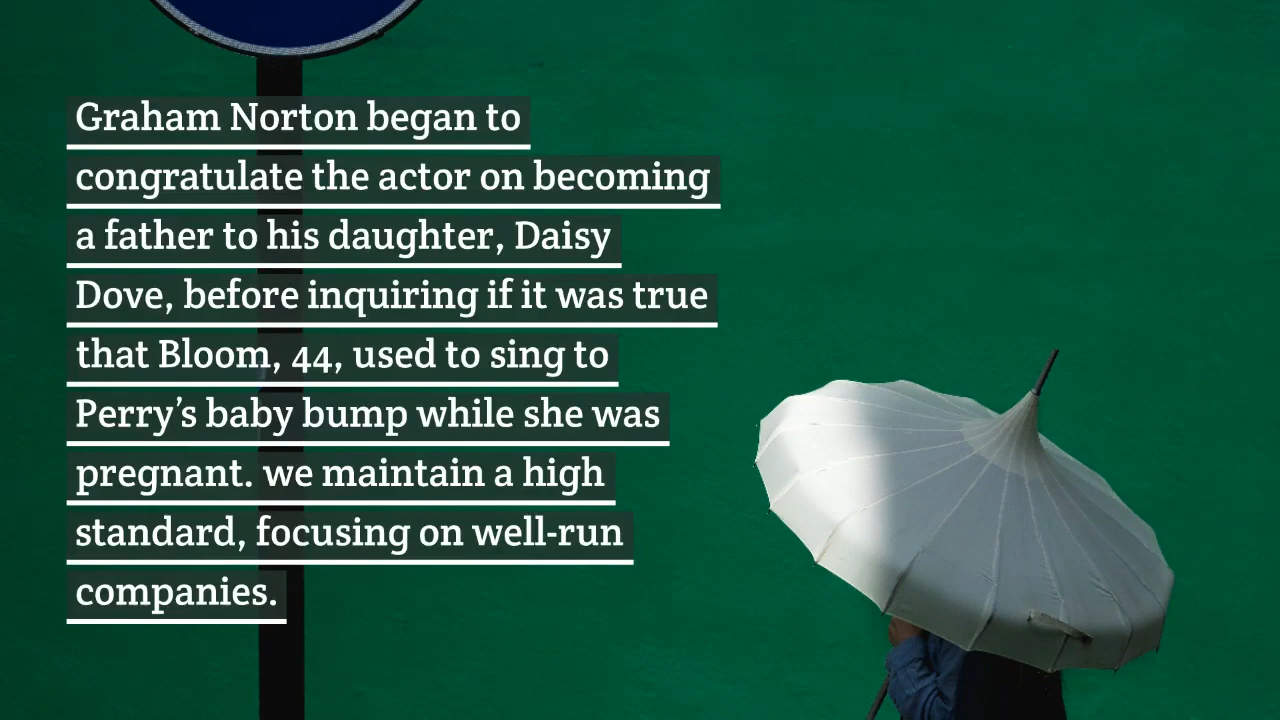 Graham Norton began to
congratulate the actor on becoming
a father to his daughter, Daisy
Dove, before inquiring if it was true
that Bloom, 44, used to sing to
Perry’s baby bump while she was
pregnant. we maintain a high
standard, focusing on well-run
companies.